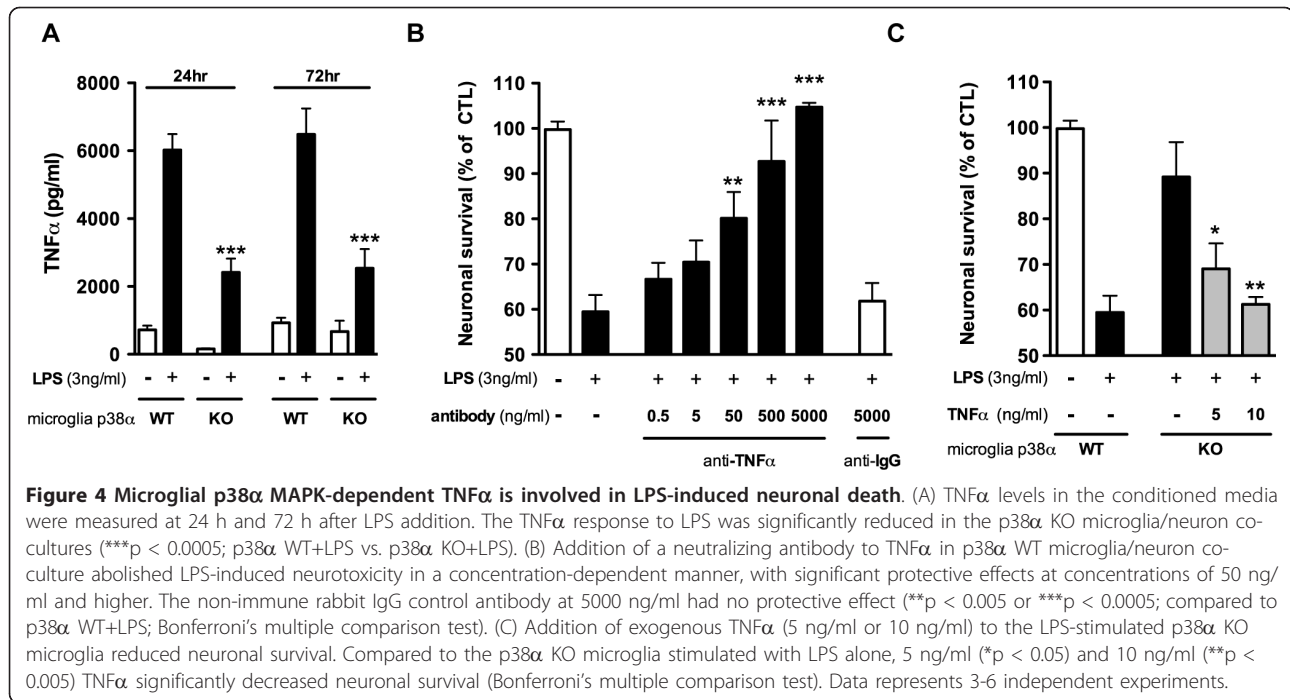 A
24hr 72hr
8000
6000
4000
2000
0
TNFα (pg/ml)
*** ***
LPS (3ng/ml) - + - + - + - +
microglia p38α WT KO WT KO
B
110
100
90
80
70
60
50
Neuronal survival (% of CTL)
** *** ***
LPS (3ng/ml) - + + + + + + +
antibody (ng/ml) - - 0.5 5 50 500 5000 5000
anti-TNFα anti-IgG
C
110
100
90
80
70
60
50
Neuronal survival (% of CTL)
* **
LPS (3ng/ml) - + + + +
TNFα (ng/ml) - 5 10
microglia p38α WT KO
Figure 4 Microglial p38α MAPK-dependent TNFα is involved in LPS-induced neuronal death. (A) TNFα levels in the conditioned media
were measured at 24 h and 72 h after LPS addition. The TNFα response to LPS was significantly reduced in the p38α KO microglia/neuron co-
cultures (***p < 0.0005; p38α WT+LPS vs. p38α KO+LPS). (B) Addition of a neutralizing antibody to TNFα in p38α WT microglia/neuron co-
culture abolished LPS-induced neurotoxicity in a concentration-dependent manner, with significant protective effects at concentrations of 50 ng/
ml and higher. The non-immune rabbit IgG control antibody at 5000 ng/ml had no protective effect (**p < 0.005 or ***p < 0.0005; compared to
p38α WT+LPS; Bonferroni's multiple comparison test). (C) Addition of exogenous TNFα (5 ng/ml or 10 ng/ml) to the LPS-stimulated p38α KO
microglia reduced neuronal survival. Compared to the p38α KO microglia stimulated with LPS alone, 5 ng/ml (*p < 0.05) and 10 ng/ml (**p <
0.005) TNFα significantly decreased neuronal survival (Bonferroni's multiple comparison test). Data represents 3-6 independent experiments.